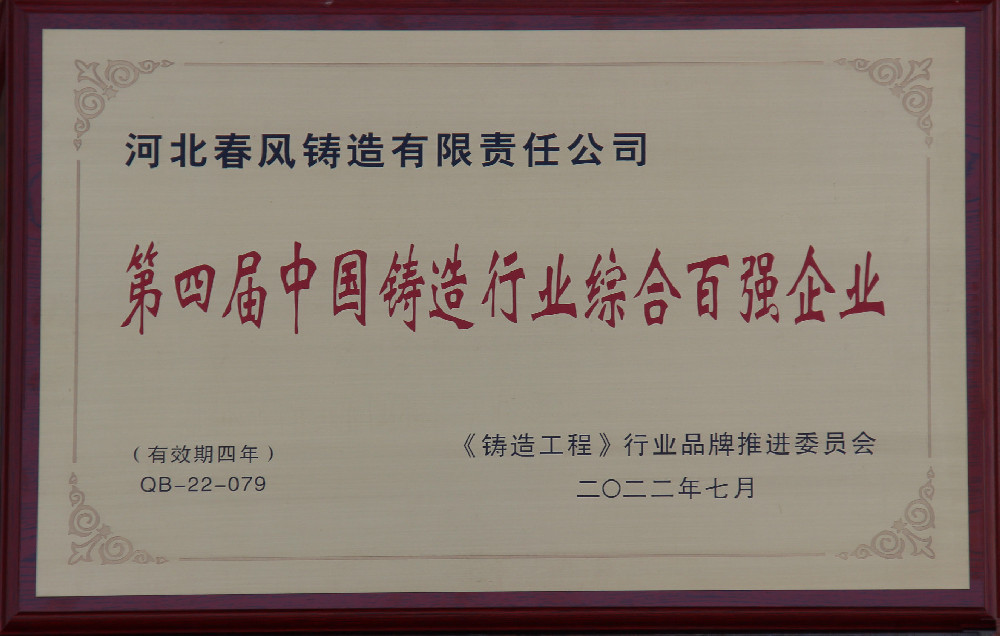 河北春风铸造有限责任公司
第四届中国铸造行业综合百强企业
（有效期四年）
QB-22-079
《铸造工程》行业品牌推进委员会
二〇二二年七月